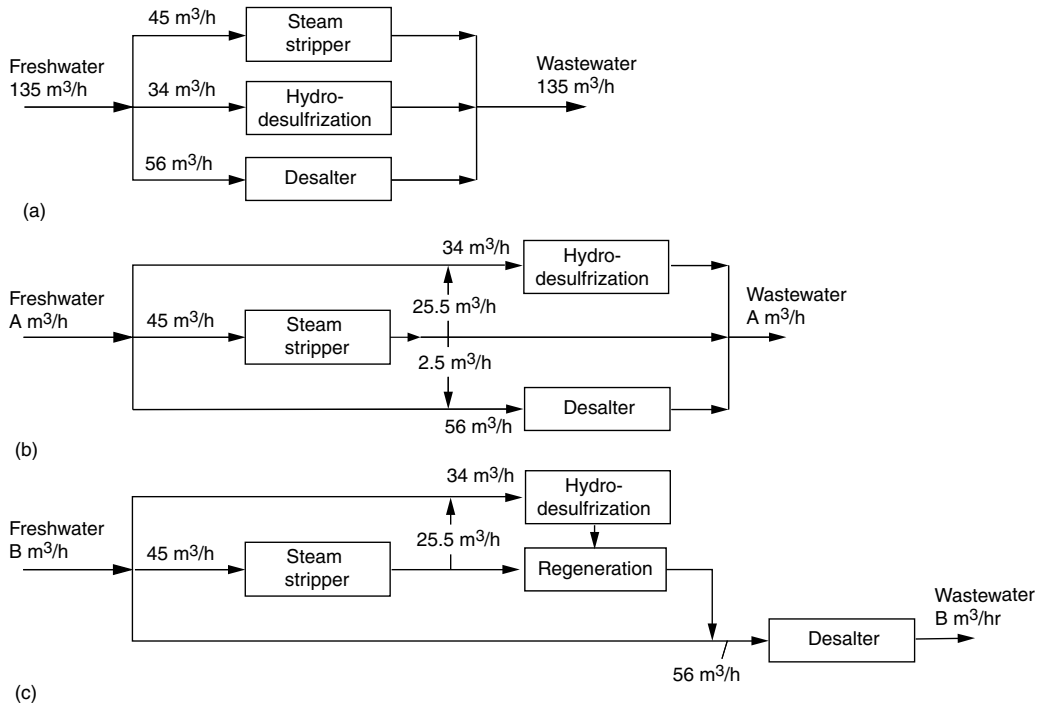 45 m³/h
Steam
stripper
Freshwater
135 m³/h
34 m³/h
Hydro-
desulfrization
Wastewater
135 m³/h
56 m³/h
Desalter
(a)
34 m³/h
Hydro-
desulfrization
Freshwater
A m³/h
45 m³/h
Steam
stripper
25.5 m³/h
2.5 m³/h
Wastewater
A m³/h
56 m³/h
Desalter
(b)
34 m³/h
Hydro-
desulfrization
Freshwater
B m³/h
45 m³/h
Steam
stripper
25.5 m³/h
Regeneration
Wastewater
B m³/hr
Desalter
56 m³/h
(c)